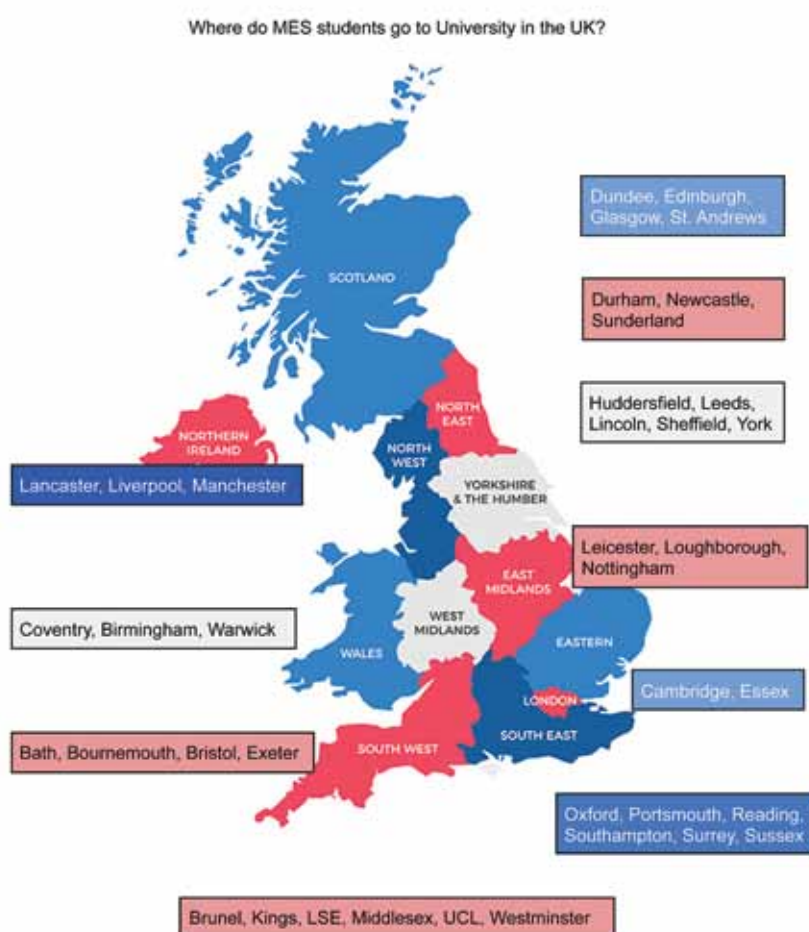 Where do MES students go to University in the UK?
Dundee, Edinburgh,
Glasgow, St. Andrews
SCOTLAND
Durham, Newcastle,
Sunderland
Huddersfield, Leeds,
Lincoln, Sheffield, York
NORTH
EAST
NORTHERN
IRELAND
NORTH
WEST
Lancaster, Liverpool, Manchester
YORKSHIRE
& THE HUMBER
Leicester, Loughborough,
Nottingham
EAST
MIDLANDS
Coventry, Birmingham, Warwick
WEST
MIDLANDS
WALES
EASTERN
Cambridge, Essex
LONDON
SOUTH EAST
Bath, Bournemouth, Bristol, Exeter
SOUTH WEST
Oxford, Portsmouth, Reading,
Southampton, Surrey, Sussex
Brunel, Kings, LSE, Middlesex, UCL, Westminster